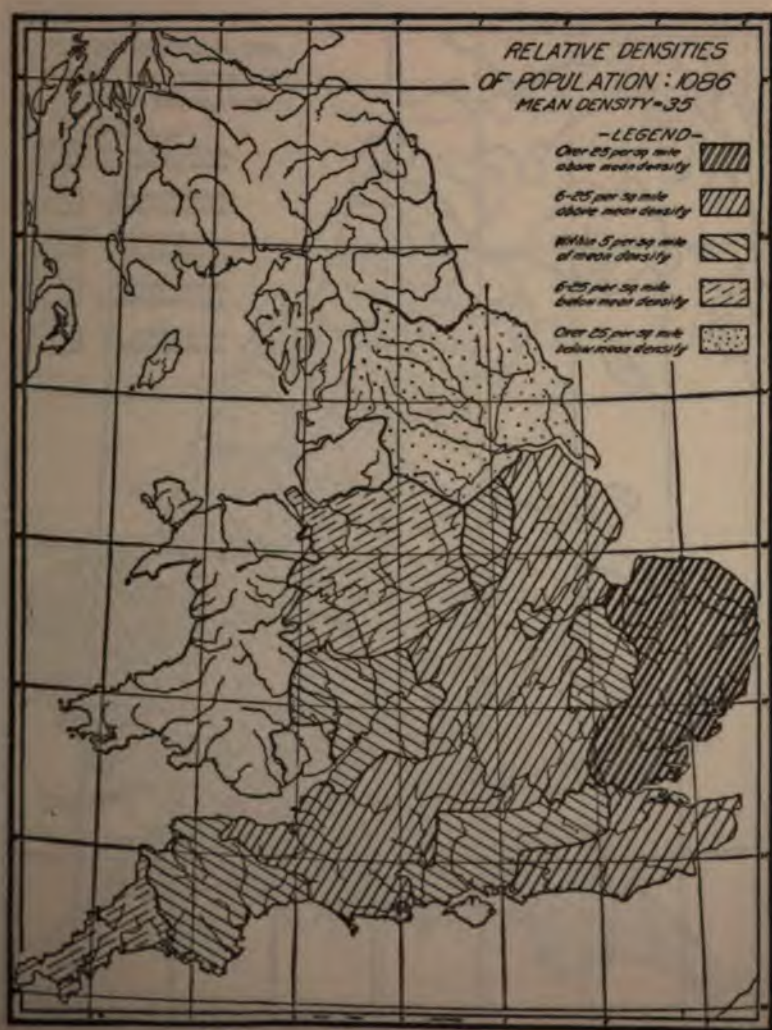 RELATIVE DENSITIES
OF POPULATION : 1086
MEAN DENSITY=35
-LEGEND-
Over 25 per sq mile
above mean density
6-25 per sq mile
above mean density
Within 5 per sq mile
of mean density
6-25 per sq mile
below mean density
Over 25 per sq mile
below mean density